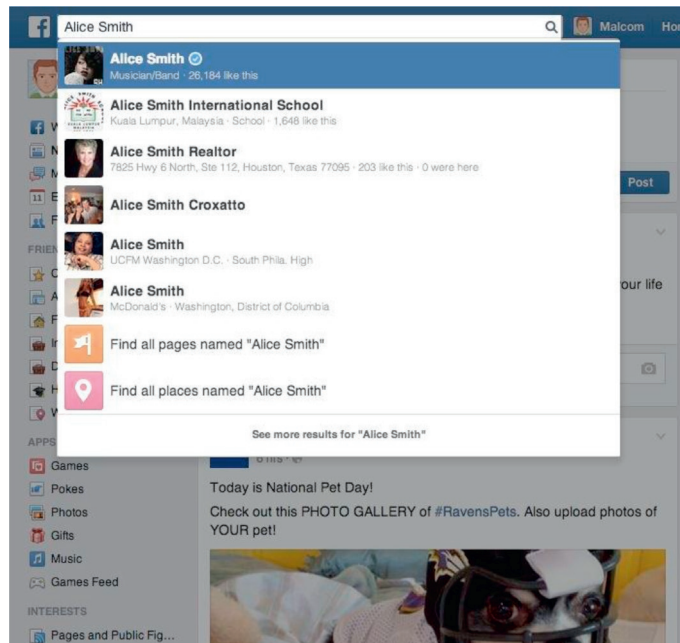 Alice Smith
Malcom Ho
Alice Smith
Musician/Band · 26,184 like this
Alice Smith International School
Kuala Lumpur, Malaysia · School · 1,648 like this
Alice Smith Realtor
7825 Hwy 6 North, Ste 112, Houston, Texas 77095 · 203 like this · 0 were here
Post
Alice Smith Croxatto
Alice Smith
UCFM Washington D.C. · South Phila. High
Alice Smith
McDonald's · Washington, District of Columbia
our life
Find all pages named "Alice Smith"
Find all places named "Alice Smith"
See more results for "Alice Smith"
FRIEN
APPS
Games
Pokes
Photos
Gifts
Music
Games Feed
INTERESTS
Pages and Public Fig...
Today is National Pet Day!
Check out this PHOTO GALLERY of #RavensPets. Also upload photos of
YOUR pet!